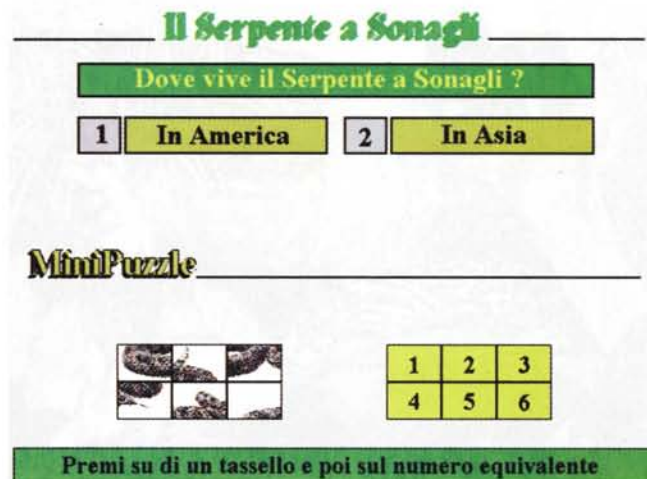 Il Serpente a Sonagli
Dove vive il Serpente a Sonagli ?
1 In America 2 In Asia
MiniPuzzle
1 2 3
4 5 6
Premi su di un tassello e poi sul numero equivalente